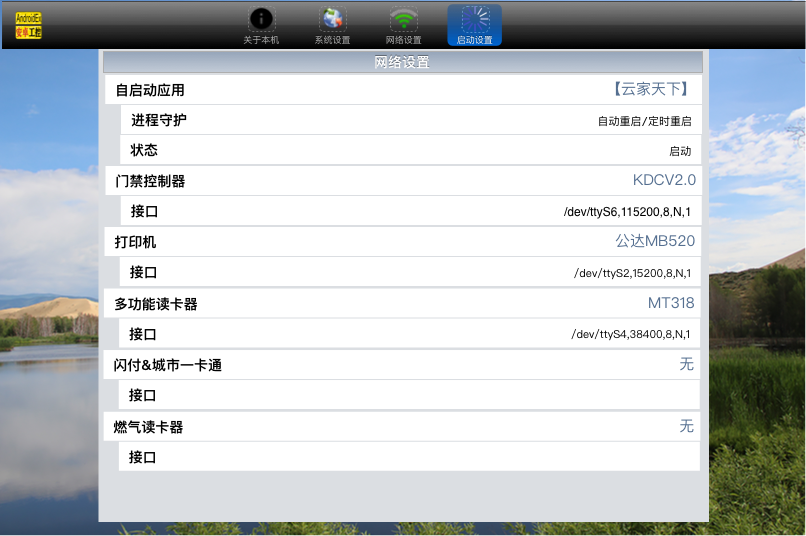 AndroidEi
安卓工控
关于本机
系统设置
网络设置
启动设置
网络设置
自启动应用 【云家天下】
进程守护 自动重启/定时重启
状态 启动
门禁控制器 KDCV2.0
接口 /dev/ttyS6,115200,8,N,1
打印机 公达MB520
接口 /dev/ttyS2,15200,8,N,1
多功能读卡器 MT318
接口 /dev/ttyS4,38400,8,N,1
闪付&城市一卡通 无
接口
燃气读卡器 无
接口